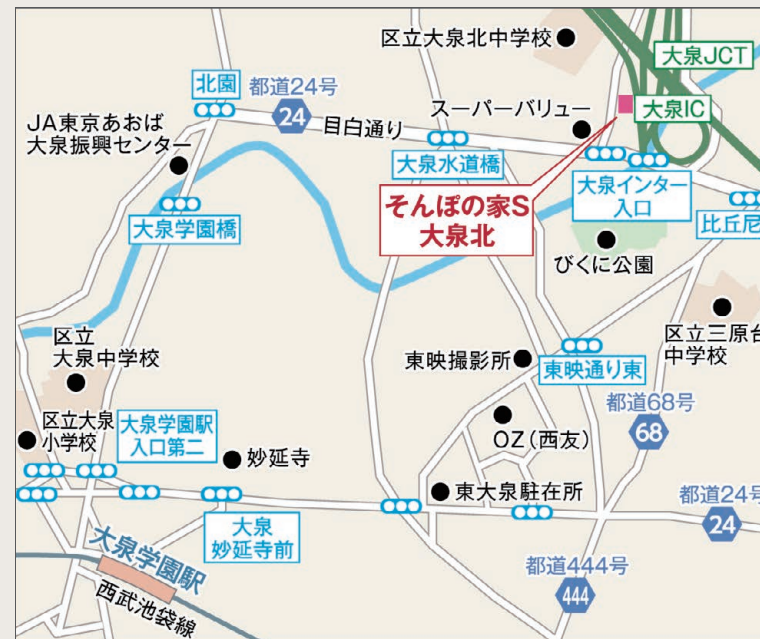 区立大泉北中学校
大泉JCT
北園
都道24号
24
JA東京あおば
大泉振興センター
目白通り
スーパーバリュー
大泉IC
大泉水道橋
大泉インター
入口
そんぽの家S
大泉北
大泉学園橋
比丘尼
びくに公園
区立
大泉中学校
東映撮影所
東映通り東
区立三原台
中学校
都道68号
68
区立大泉
小学校
大泉学園駅
入口第二
妙延寺
OZ(西友)
東大泉駐在所
都道24号
24
大泉
妙延寺前
大泉学園駅
西武池袋線
都道444号
444